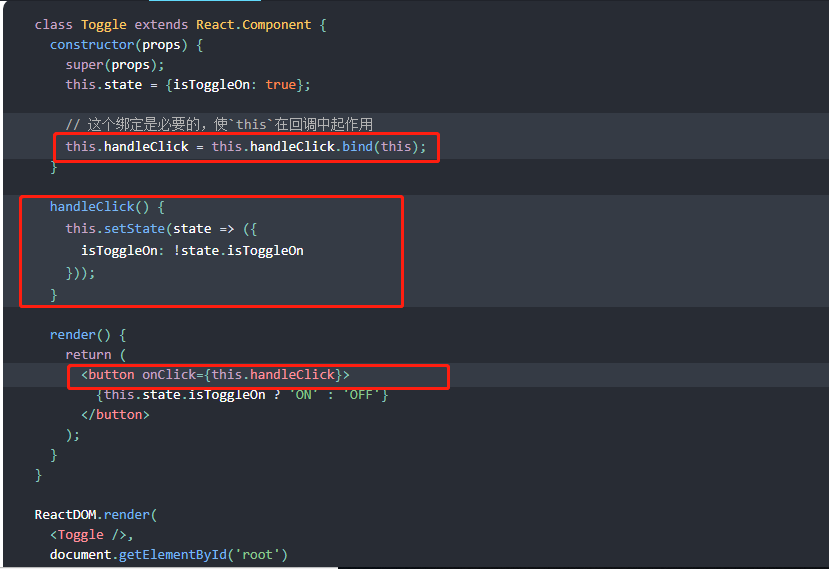 class Toggle extends React.Component {
constructor(props) {
super(props);
this.state = {isToggleOn: true};
// 这个绑定是必要的，使`this`在回调中起作用
this.handleClick = this.handleClick.bind(this);
}
handleClick() {
this.setState(state => ({
isToggleOn: !state.isToggleOn
}));
}
render() {
return (
<button onClick={this.handleClick}>
{this.state.isToggleOn ? 'ON' : 'OFF'}
</button>
);
}
}
ReactDOM.render(
<Toggle />,
document.getElementById('root')